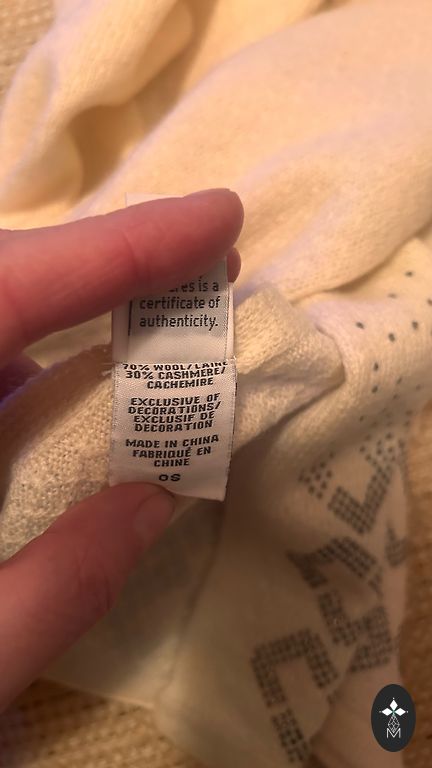 is a
certificate of
authenticity.
70% WOOL/LAINE
30% CASHMERE/
CACHEMIRE
EXCLUSIVE OF
DECORATIONS/
EXCLUSIF DE
DECORATION
MADE IN CHINA
FABRIQUÉ EN
CHINE
OS
M